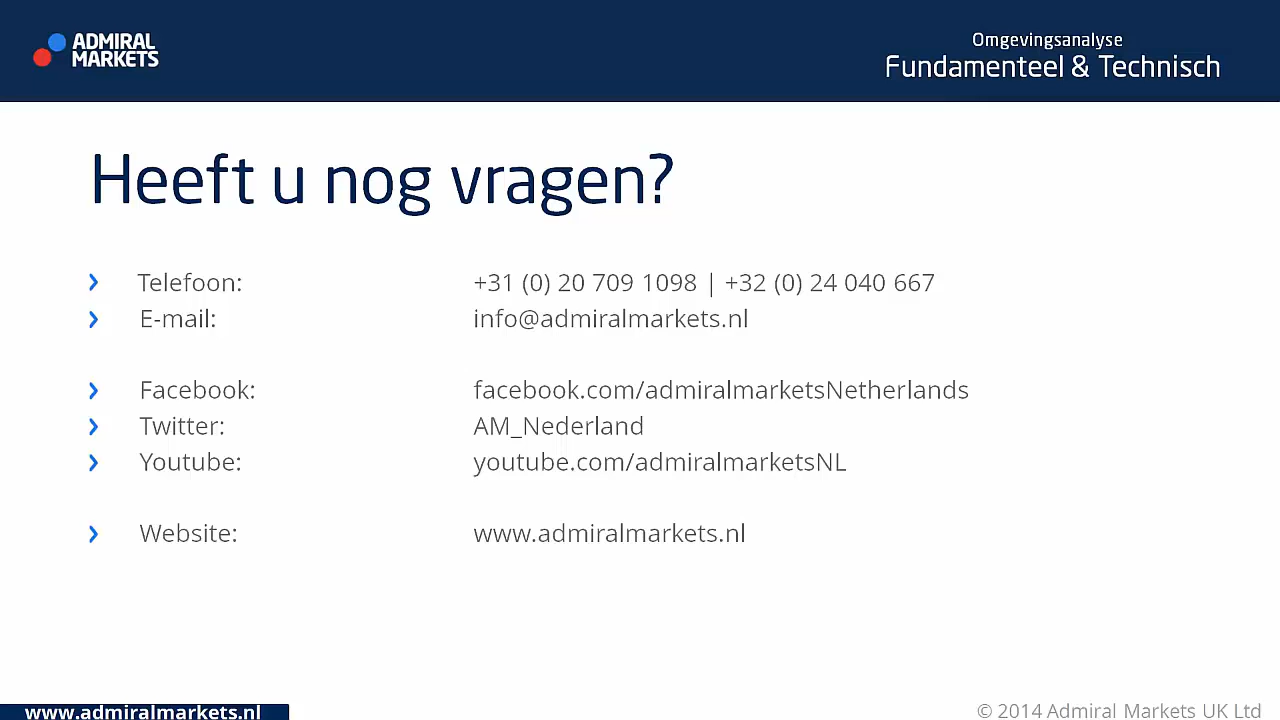 ADMIRAL
MARKETS
Omgevingsanalyse
Fundamenteel & Technisch
Heeft u nog vragen?
Telefoon: +31 (0) 20 709 1098 | +32 (0) 24 040 667
E-mail: info@admiralmarkets.nl
Facebook: facebook.com/admiralmarketsNetherlands
Twitter: AM_Nederland
Youtube: youtube.com/admiralmarketsNL
Website: www.admiralmarkets.nl
www.admiralmarkets.nl
© 2014 Admiral Markets UK Ltd